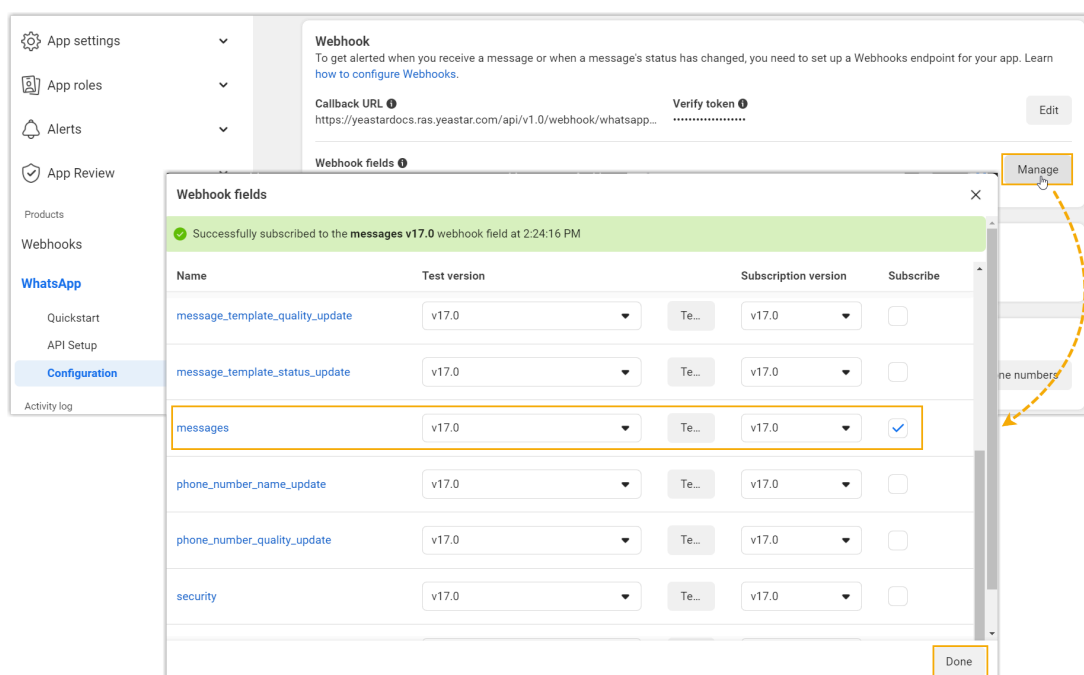 App settings
App roles
Alerts
App Review
Products
Webhooks
WhatsApp
Quickstart
API Setup
Configuration
Activity log
Webhook
To get alerted when you receive a message or when a message's status has changed, you need to set up a Webhooks endpoint for your app. Learn
how to configure Webhooks.
Callback URL
Verify token
https://yeastardocs.ras.yeastar.com/api/v1.0/webhook/whatsapp...
•••••••••••••••••••
Edit
Webhook fields
Manage
ne numbers
Webhook fields
Successfully subscribed to the messages v17.0 webhook field at 2:24:16 PM
Name Test version Subscription version Subscribe
message_template_quality_update v17.0 Te... v17.0
message_template_status_update v17.0 Te... v17.0
messages v17.0 Te... v17.0
phone_number_name_update v17.0 Te... v17.0
phone_number_quality_update v17.0 Te... v17.0
security v17.0 Te... v17.0
Done